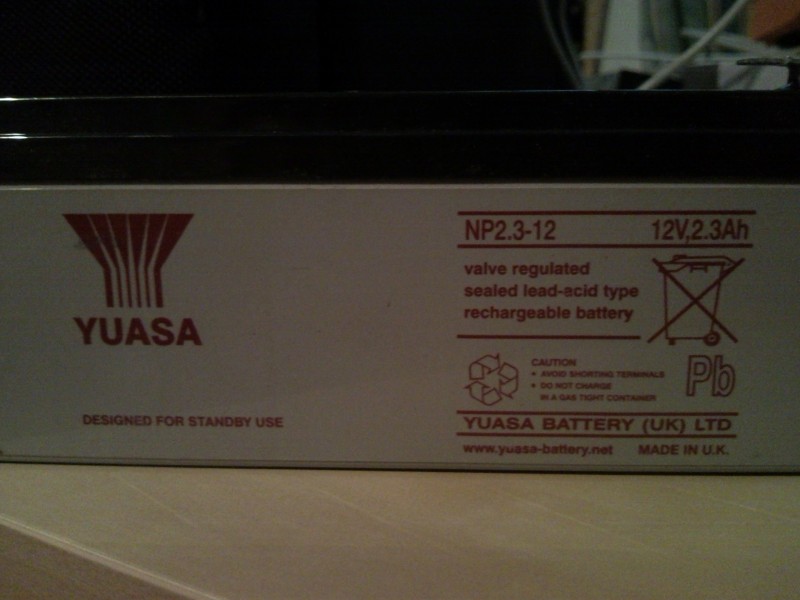 YUASA
DESIGNED FOR STANDBY USE
NP2.3-12 12V,2.3Ah
valve regulated
sealed lead-acid type
rechargeable battery
CAUTION
• AVOID SHORTING TERMINALS
• DO NOT CHARGE
IN A GAS TIGHT CONTAINER
Pb
YUASA BATTERY (UK) LTD
www.yuasa-battery.net MADE IN U.K.